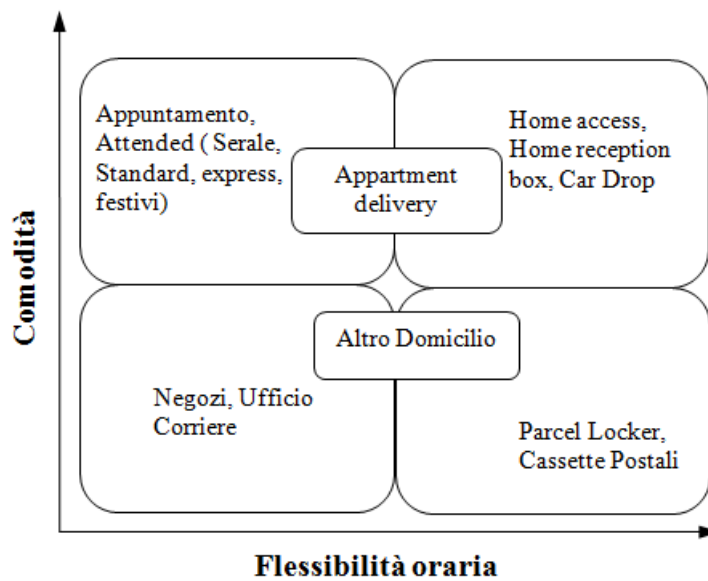 Comodità
Appuntamento,
Attended ( Serale,
Standard, express,
festivi)
Appartment
delivery
Home access,
Home reception
box, Car Drop
Altro Domicilio
Negozi, Ufficio
Corriere
Parcel Locker,
Cassette Postali
Flessibilità oraria